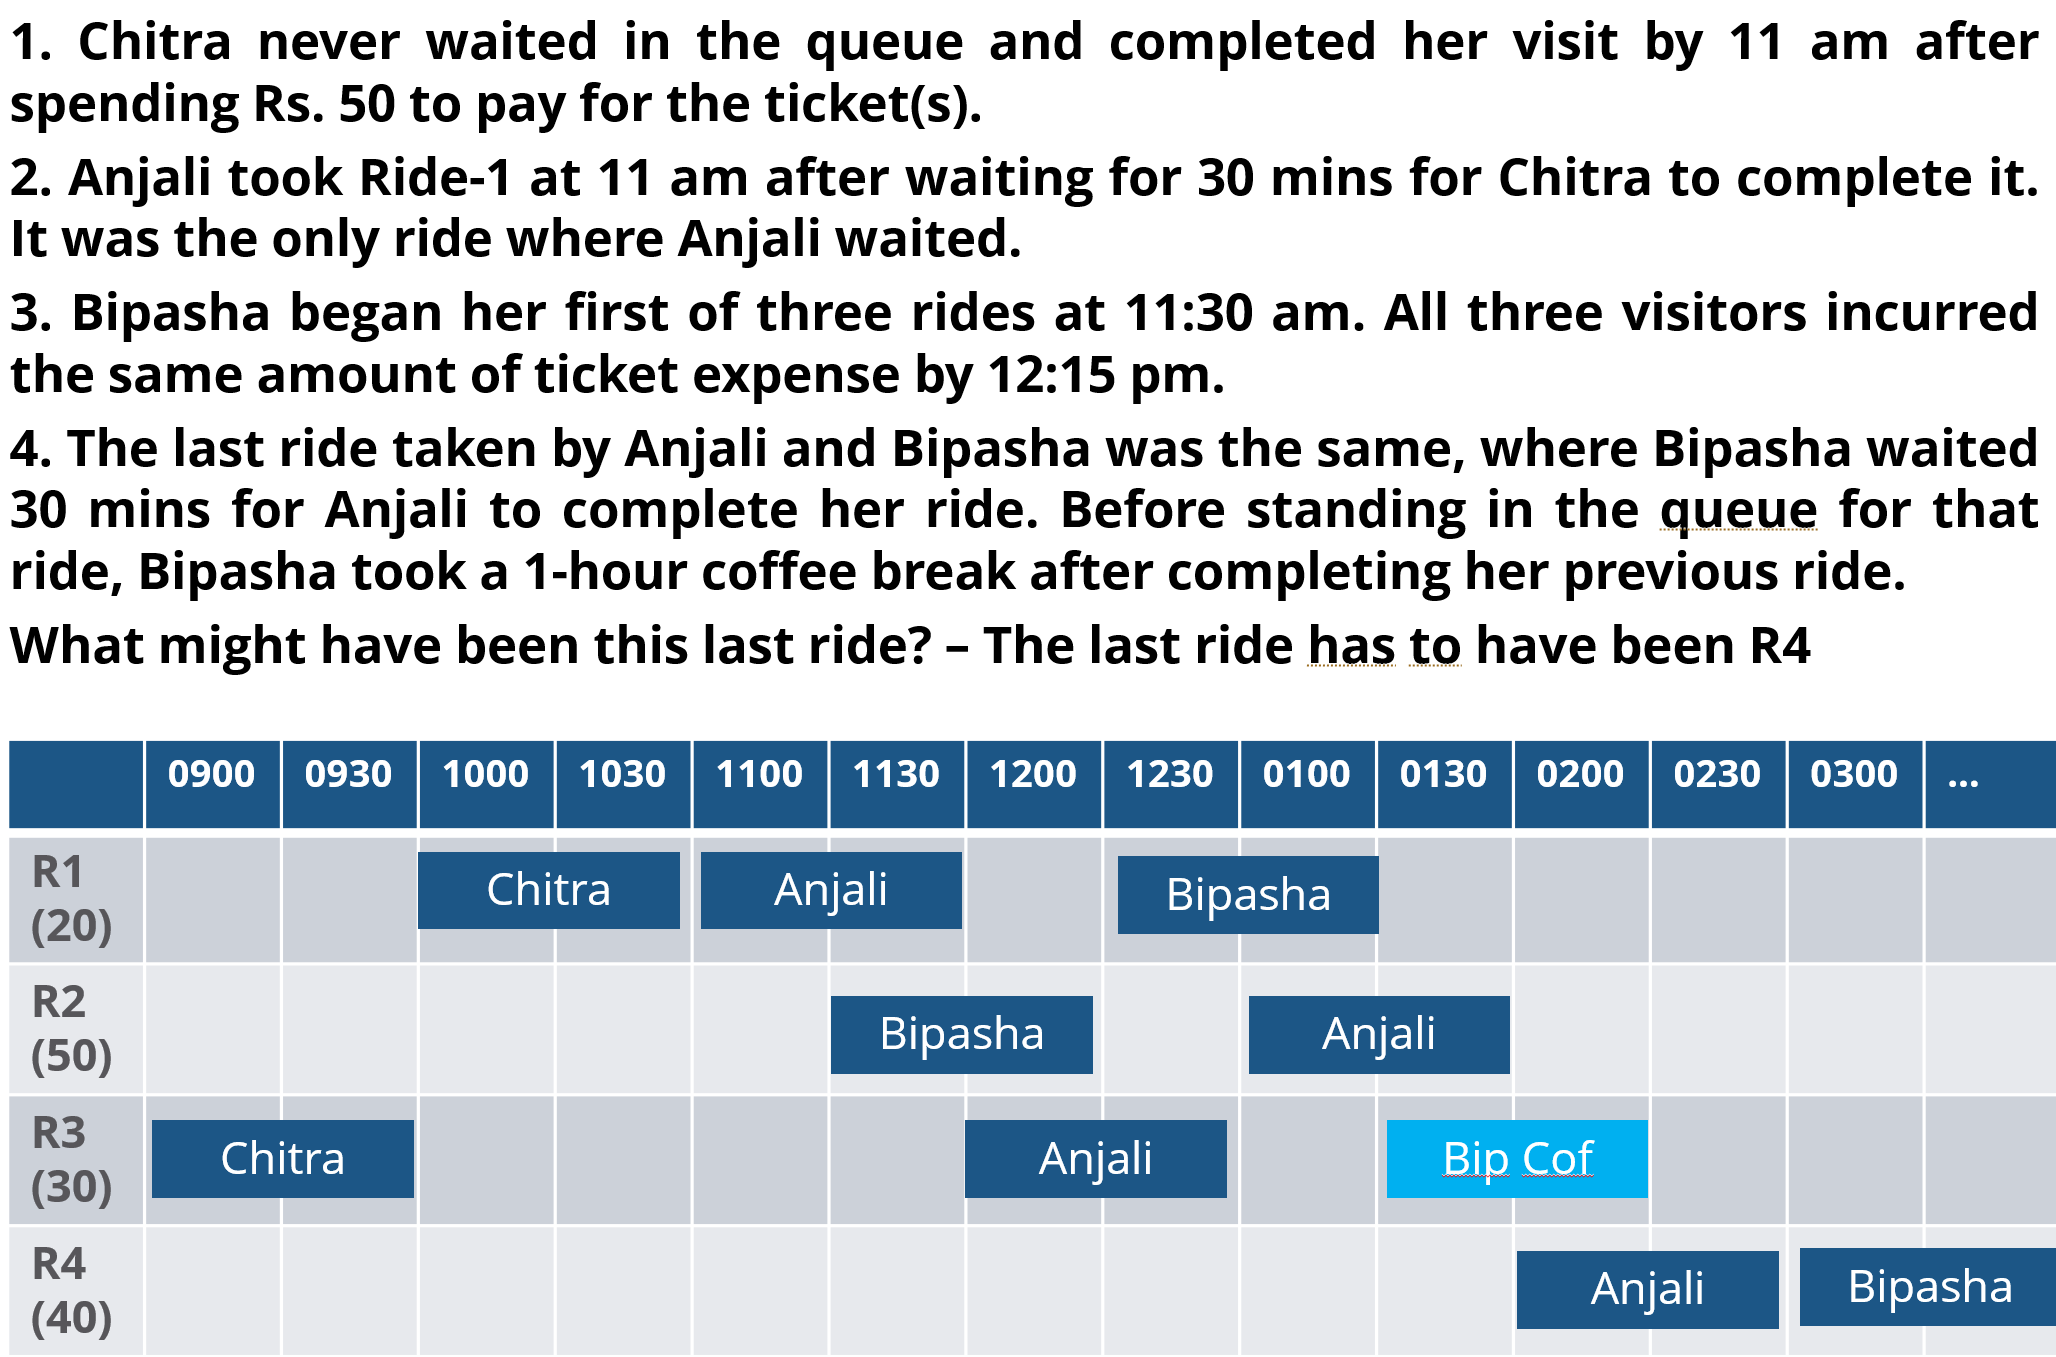 1. Chitra never waited in the queue and completed her visit by 11 am after
spending Rs. 50 to pay for the ticket(s).
2. Anjali took Ride-1 at 11 am after waiting for 30 mins for Chitra to complete it.
It was the only ride where Anjali waited.
3. Bipasha began her first of three rides at 11:30 am. All three visitors incurred
the same amount of ticket expense by 12:15 pm.
4. The last ride taken by Anjali and Bipasha was the same, where Bipasha waited
30 mins for Anjali to complete her ride. Before standing in the queue for that
ride, Bipasha took a 1-hour coffee break after completing her previous ride.
What might have been this last ride? – The last ride has to have been R4
0900 0930 1000 1030 1100 1130 1200 1230 0100 0130 0200 0230 0300 ...
R1
(20)
Chitra Anjali Bipasha
R2
(50)
Bipasha Anjali
R3
(30)
Chitra Anjali Bip Cof
R4
(40)
Anjali Bipasha